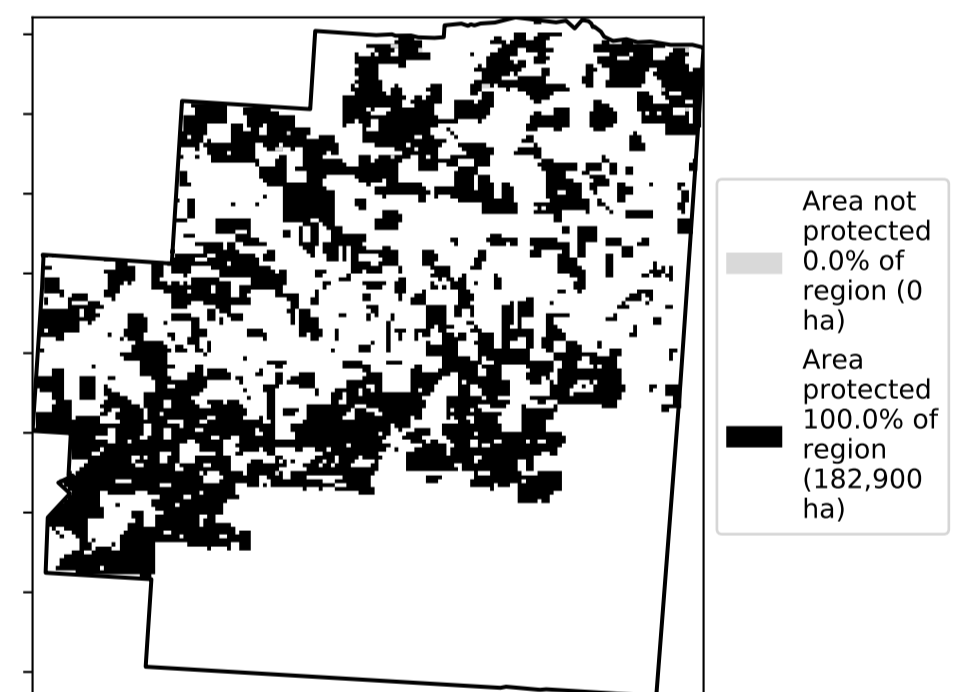 Area not
protected
0.0% of
region (0
ha)
Area
protected
100.0% of
region
(182,900
ha)